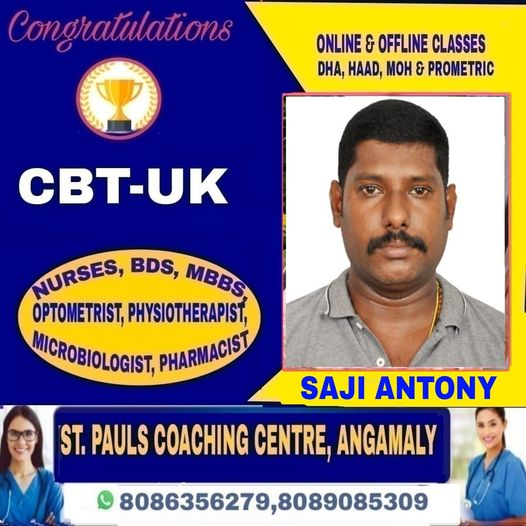 Congratulations
ONLINE & OFFLINE CLASSES
DHA, HAAD, MOH & PROMETRIC
CBT-UK
NURSES, BDS, MBBS,
OPTOMETRIST, PHYSIOTHERAPIST,
MICROBIOLOGIST, PHARMACIST
SAJI ANTONY
ST. PAULS COACHING CENTRE, ANGAMALY
8086356279,8089085309